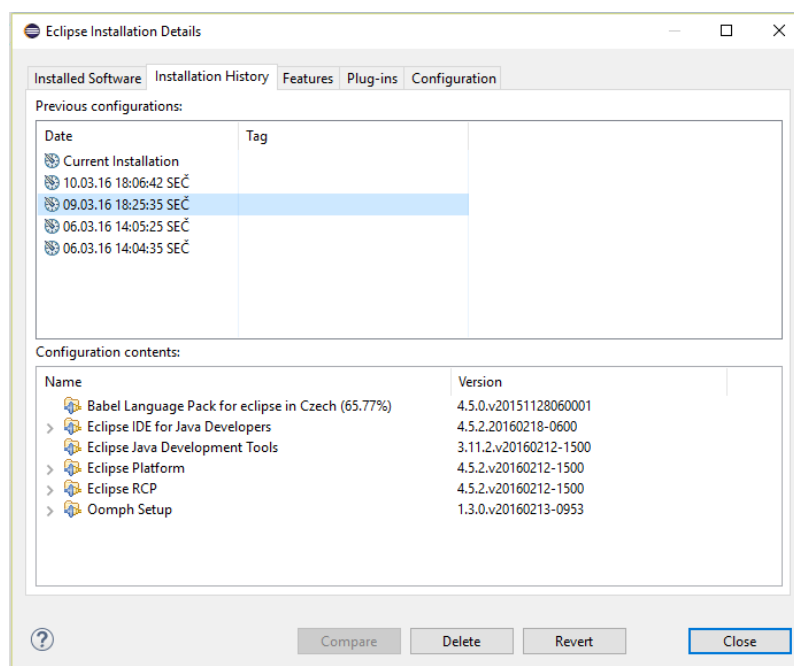 Eclipse Installation Details
Installed Software Installation History Features Plug-ins Configuration
Previous configurations:
Date Tag
Current Installation
10.03.16 18:06:42 SEČ
09.03.16 18:25:35 SEČ
06.03.16 14:05:25 SEČ
06.03.16 14:04:35 SEČ
Configuration contents:
Name Version
Babel Language Pack for eclipse in Czech (65.77%) 4.5.0.v20151128060001
Eclipse IDE for Java Developers 4.5.2.20160218-0600
Eclipse Java Development Tools 3.11.2.v20160212-1500
Eclipse Platform 4.5.2.v20160212-1500
Eclipse RCP 4.5.2.v20160212-1500
Oomph Setup 1.3.0.v20160213-0953
? Compare Delete Revert Close